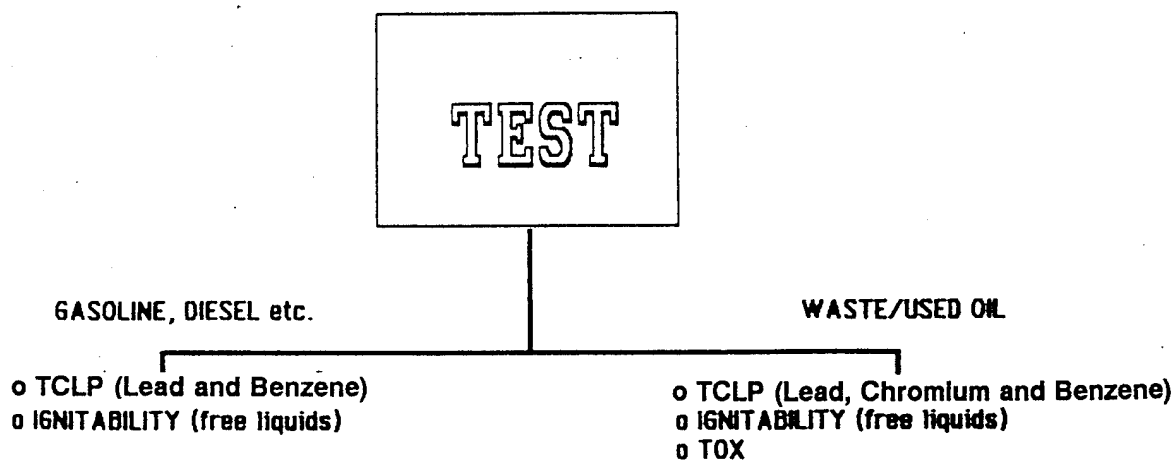 TEST
GASOLINE, DIESEL etc.
WASTE/USED OIL
o TCLP (Lead and Benzene)
o IGNITABILITY (free liquids)
o TCLP (Lead, Chromium and Benzene)
o IGNITABILITY (free liquids)
o TOX